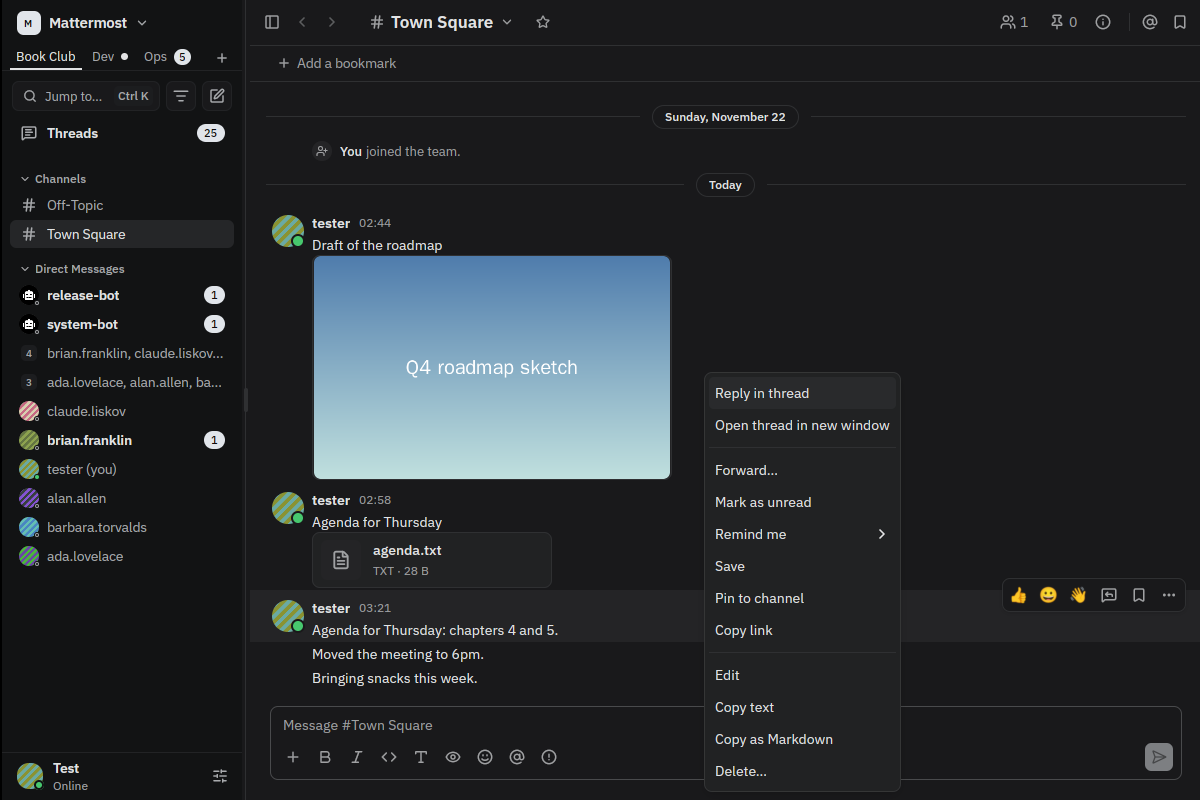 M Mattermost
Book Club Dev Ops 5
Jump to... Ctrl K
Threads 25
Channels
Off-Topic
Town Square
Direct Messages
release-bot 1
system-bot 1
4 brian.franklin, claude.liskov...
3 ada.lovelace, alan.allen, ba...
claude.liskov
brian.franklin 1
tester (you)
alan.allen
barbara.torvalds
ada.lovelace
Test
Online
# Town Square
1
0
Add a bookmark
Sunday, November 22
You joined the team.
Today
tester 02:44
Draft of the roadmap
Q4 roadmap sketch
tester 02:58
Agenda for Thursday
agenda.txt
TXT · 28 B
tester 03:21
Agenda for Thursday: chapters 4 and 5.
Moved the meeting to 6pm.
Bringing snacks this week.
Message #Town Square
Reply in thread
Open thread in new window
Forward...
Mark as unread
Remind me
Save
Pin to channel
Copy link
Edit
Copy text
Copy as Markdown
Delete...